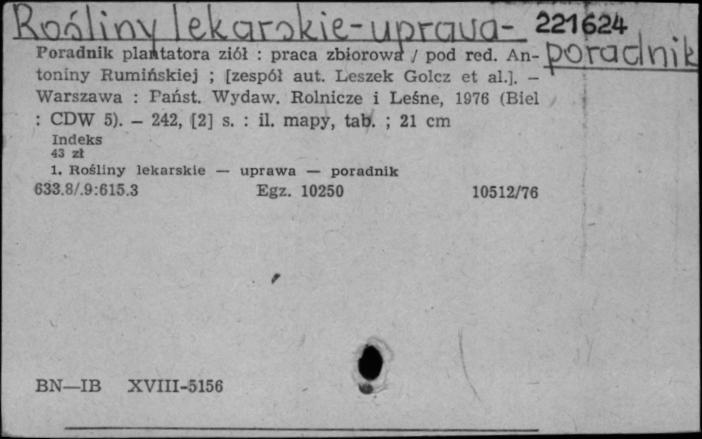 Rośliny lekarskie-uprawa- 221624
poradnik
Poradnik plantatora ziół : praca zbiorowa / pod red. An-
toniny Rumińskiej ; [zespół aut. Leszek Golcz et al.]. —
Warszawa : Państ. Wydaw. Rolnicze i Leśne, 1976 (Biel
: CDW 5). — 242, [2] s. : il. mapy, tab. ; 21 cm
Indeks
43 zł
1. Rośliny lekarskie — uprawa — poradnik
633.8/.9:615.3 Egz. 10250 10512/76
BN—IB XVIII-5156